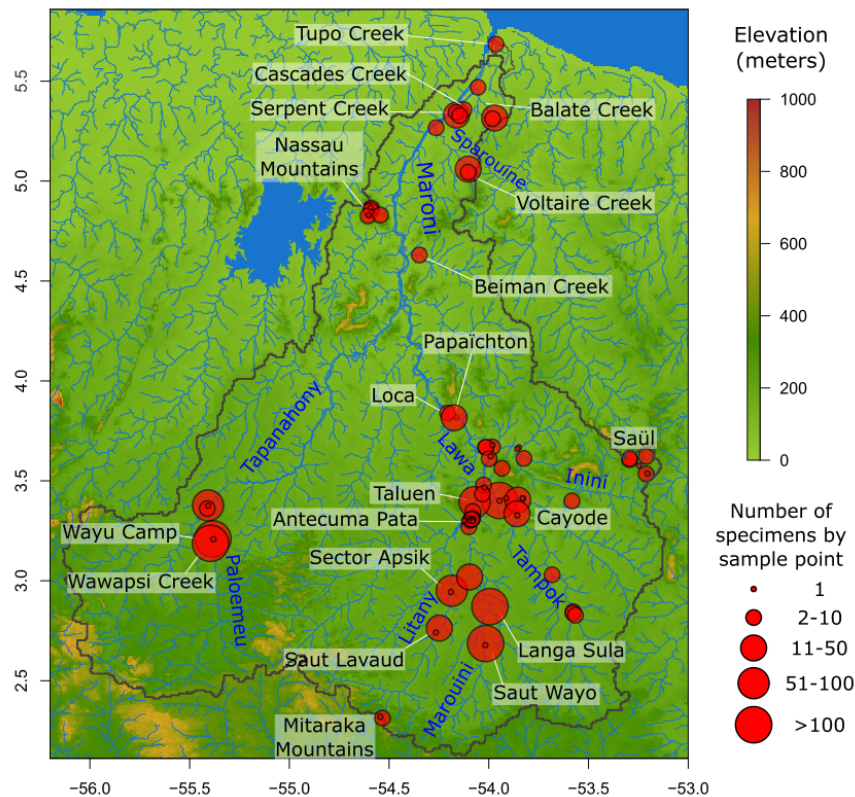 Tupo Creek
Cascades Creek
Serpent Creek
Balate Creek
Nassau
Mountains
Sparouine
Maroni
Voltaire Creek
Beiman Creek
Papaïchton
Loca
Tapanahony
Lawa
Saül
Inini
Taluen
Cayode
Antecuma Pata
Wayu Camp
Sector Apsik
Tampok
Wawapsi Creek
Paloemeu
Litany
Langa Sula
Saut Lavaud
Saut Wayo
Marouini
Mitaraka
Mountains
5.5
5.0
4.5
4.0
3.5
3.0
2.5
−56.0
−55.5
−55.0
−54.5
−54.0
−53.5
−53.0
Elevation
(meters)
1000
800
600
400
200
0
Number of
specimens by
sample point
1
2-10
11-50
51-100
>100